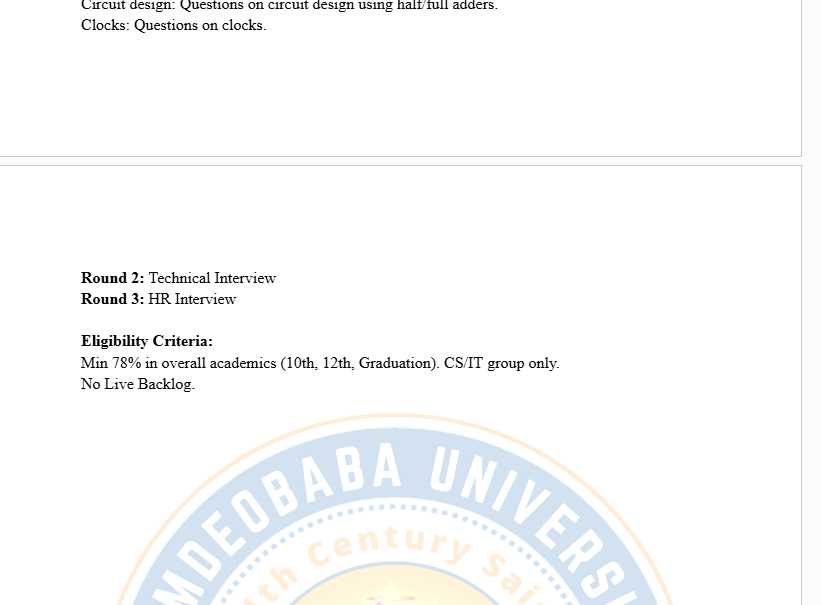 Circuit design: Questions on circuit design using half/full adders.
Clocks: Questions on clocks.
Round 2: Technical Interview
Round 3: HR Interview
Eligibility Criteria:
Min 78% in overall academics (10th, 12th, Graduation). CS/IT group only.
No Live Backlog.
MDEOBABA UNIVERSI
th Century Sai